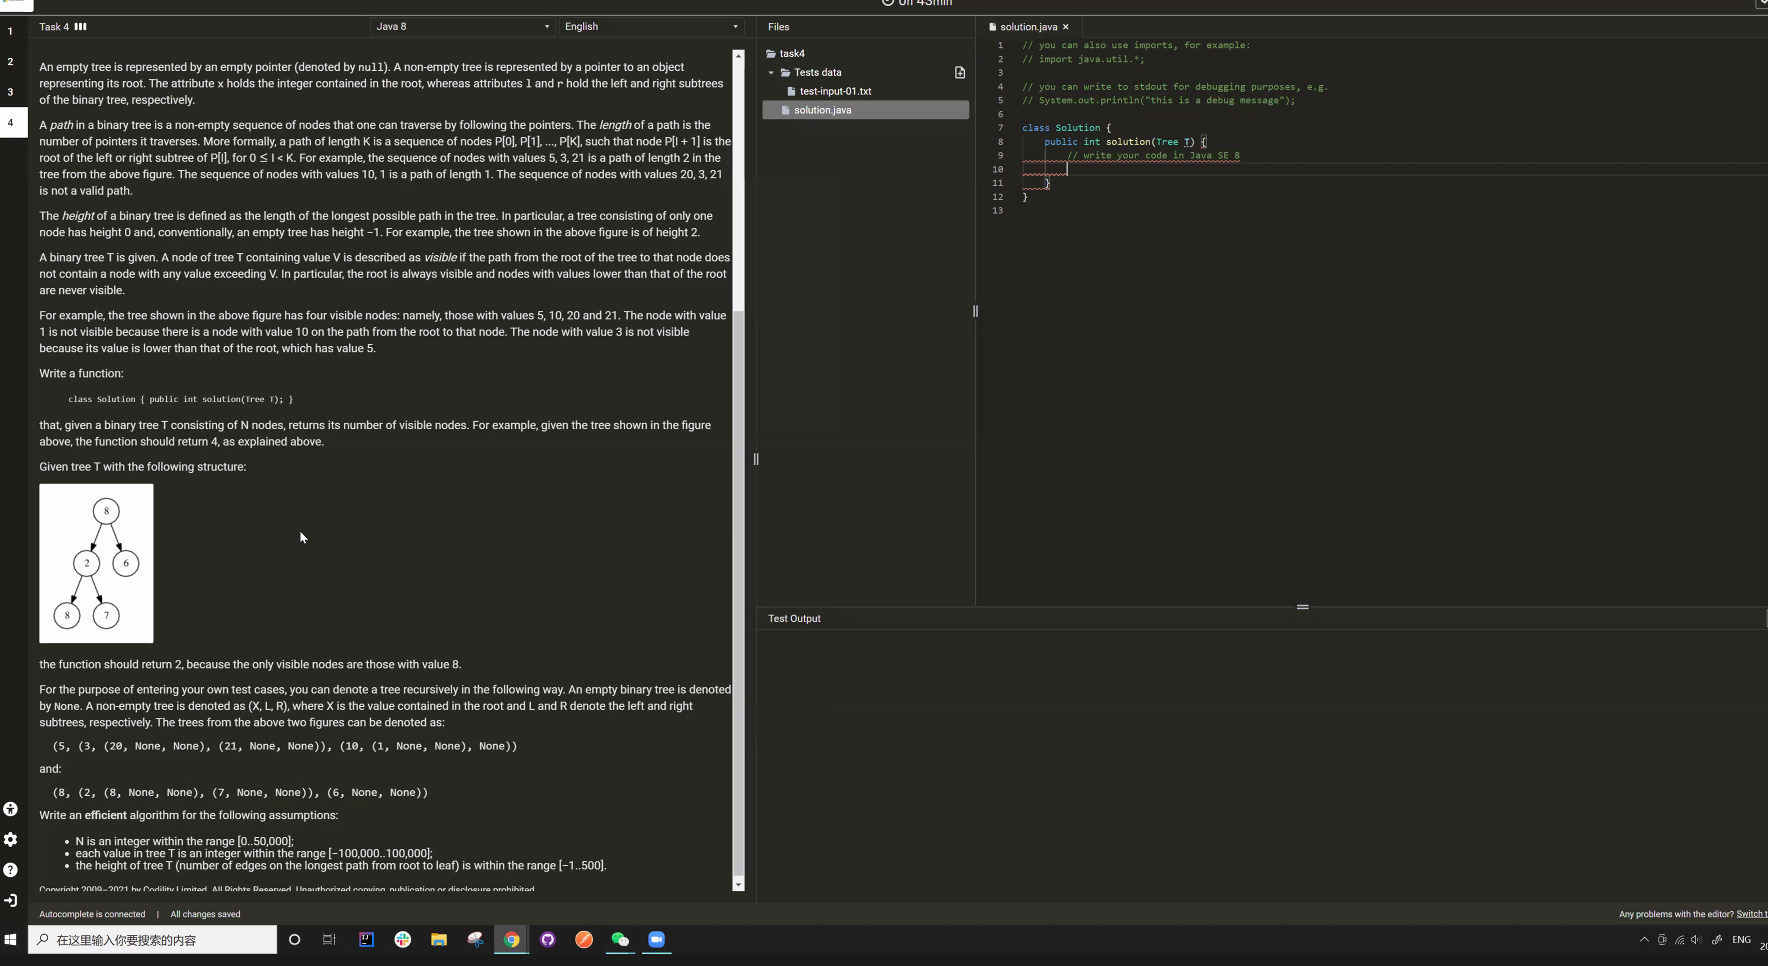 0h 43min
Task 4
Java 8
English
Files
solution.java ×
1
2
3
4
An empty tree is represented by an empty pointer (denoted by null). A non-empty tree is represented by a pointer to an object
representing its root. The attribute x holds the integer contained in the root, whereas attributes l and r hold the left and right subtrees
of the binary tree, respectively.
A path in a binary tree is a non-empty sequence of nodes that one can traverse by following the pointers. The length of a path is the
number of pointers it traverses. More formally, a path of length K is a sequence of nodes P[0], P[1], ..., P[K], such that node P[I + 1] is the
root of the left or right subtree of P[I], for 0 ≤ I < K. For example, the sequence of nodes with values 5, 3, 21 is a path of length 2 in the
tree from the above figure. The sequence of nodes with values 10, 1 is a path of length 1. The sequence of nodes with values 20, 3, 21
is not a valid path.
The height of a binary tree is defined as the length of the longest possible path in the tree. In particular, a tree consisting of only one
node has height 0 and, conventionally, an empty tree has height −1. For example, the tree shown in the above figure is of height 2.
A binary tree T is given. A node of tree T containing value V is described as visible if the path from the root of the tree to that node does
not contain a node with any value exceeding V. In particular, the root is always visible and nodes with values lower than that of the root
are never visible.
For example, the tree shown in the above figure has four visible nodes: namely, those with values 5, 10, 20 and 21. The node with value
1 is not visible because there is a node with value 10 on the path from the root to that node. The node with value 3 is not visible
because its value is lower than that of the root, which has value 5.
Write a function:
class Solution { public int solution(Tree T); }
that, given a binary tree T consisting of N nodes, returns its number of visible nodes. For example, given the tree shown in the figure
above, the function should return 4, as explained above.
Given tree T with the following structure:
8
2
6
8
7
the function should return 2, because the only visible nodes are those with value 8.
For the purpose of entering your own test cases, you can denote a tree recursively in the following way. An empty binary tree is denoted
by None. A non-empty tree is denoted as (X, L, R), where X is the value contained in the root and L and R denote the left and right
subtrees, respectively. The trees from the above two figures can be denoted as:
(5, (3, (20, None, None), (21, None, None)), (10, (1, None, None), None))
and:
(8, (2, (8, None, None), (7, None, None)), (6, None, None))
Write an efficient algorithm for the following assumptions:
• N is an integer within the range [0..50,000];
• each value in tree T is an integer within the range [−100,000..100,000];
• the height of tree T (number of edges on the longest path from root to leaf) is within the range [−1..500].
Copyright 2009–2021 by Codility Limited. All Rights Reserved. Unauthorized copying, publication or disclosure prohibited.
task4
Tests data
test-input-01.txt
solution.java
1 // you can also use imports, for example:
2 // import java.util.*;
3
4 // you can write to stdout for debugging purposes, e.g.
5 // System.out.println("this is a debug message");
6
7 class Solution {
8 public int solution(Tree T) {
9 // write your code in Java SE 8
10
11 }
12 }
13
Test Output
Autocomplete is connected | All changes saved
Any problems with the editor? Switch t
在这里输入你要搜索的内容
ENG